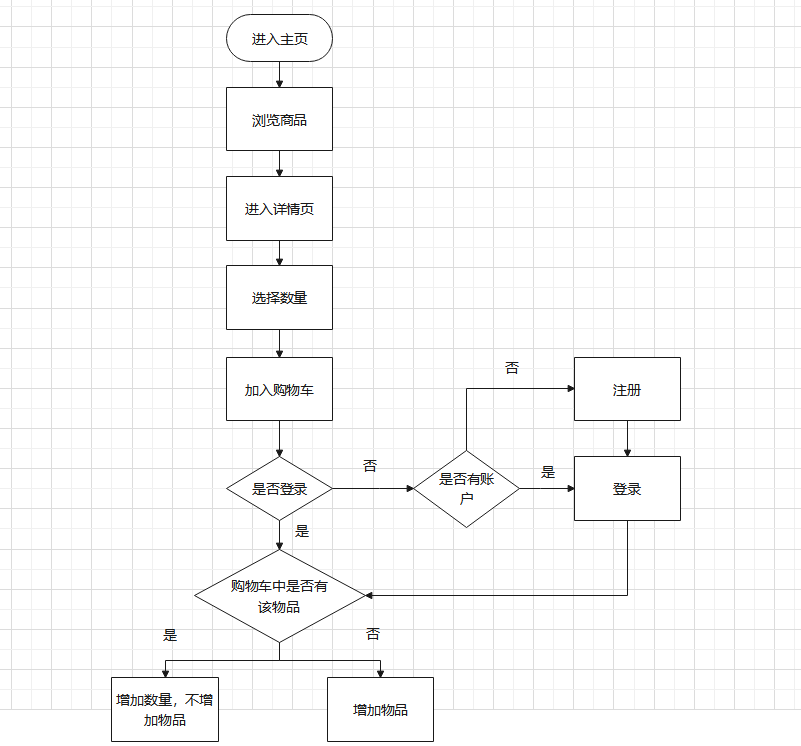 进入主页
浏览商品
进入详情页
选择数量
加入购物车
否
注册
是否登录
否
是否有账
户
是
登录
是
购物车中是否有
该物品
是
否
增加数量，不增
加物品
增加物品